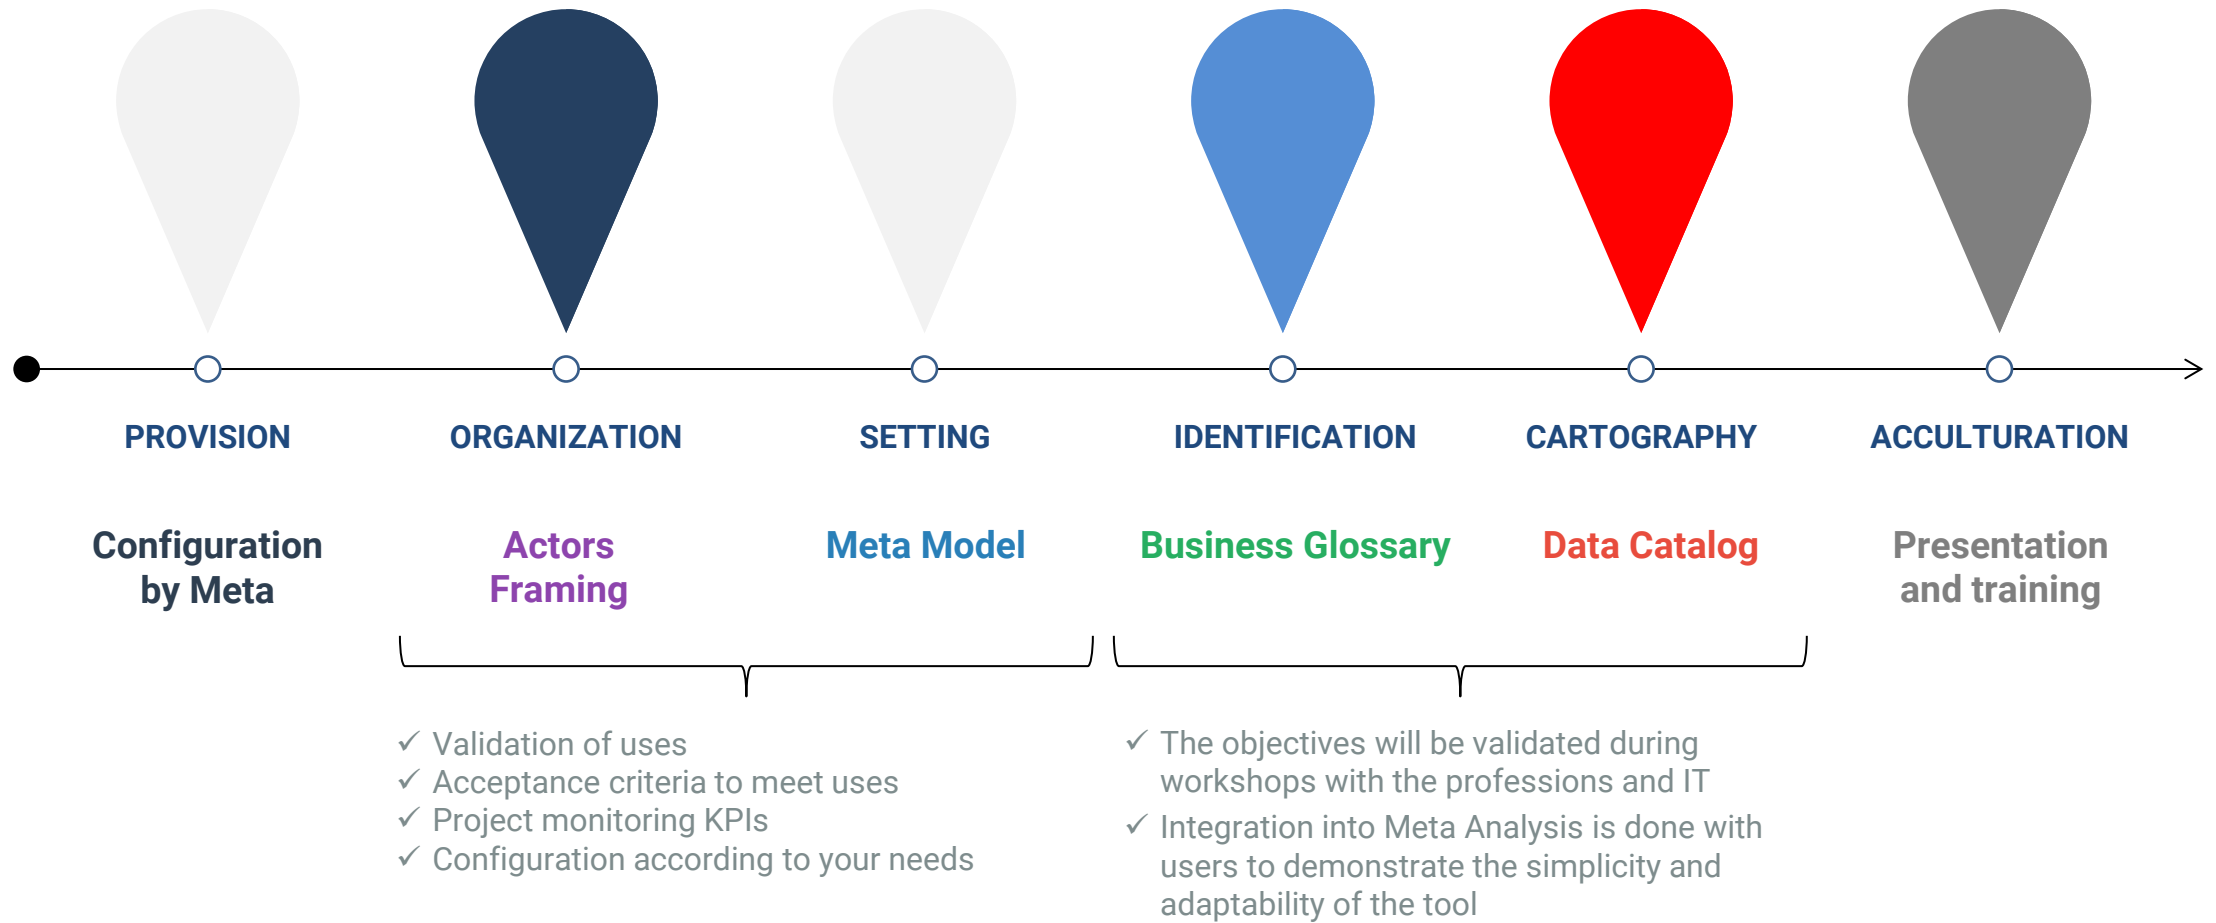 PROVISION
ORGANIZATION
SETTING
IDENTIFICATION
CARTOGRAPHY
ACCULTURATION
Configuration
by Meta
Actors
Framing
Meta Model
Business Glossary
Data Catalog
Presentation
and training
✓ Validation of uses
✓ Acceptance criteria to meet uses
✓ Project monitoring KPIs
✓ Configuration according to your needs
✓ The objectives will be validated during
workshops with the professions and IT
✓ Integration into Meta Analysis is done with
users to demonstrate the simplicity and
adaptability of the tool